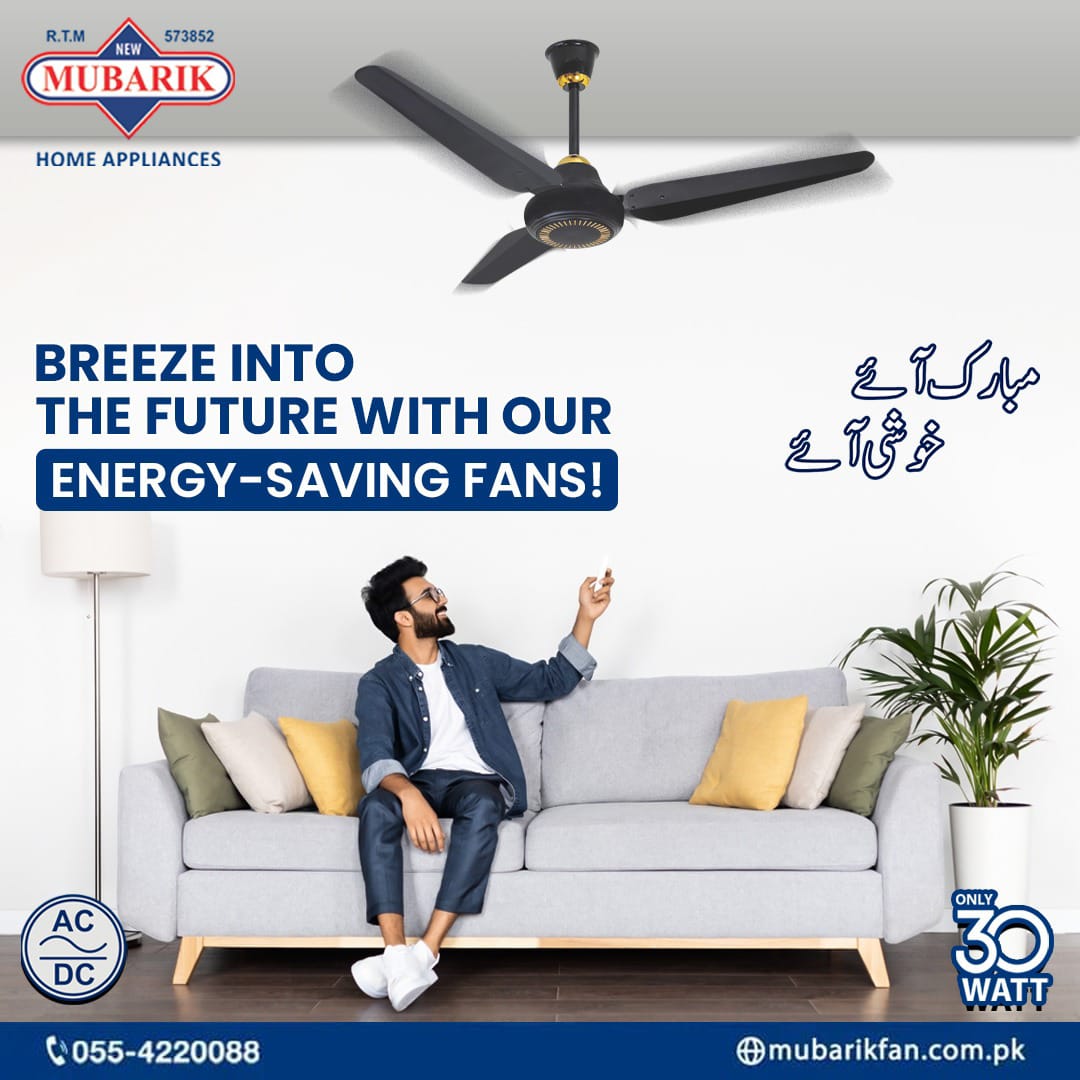 R.T.M 573852
NEW
MUBARIK
HOME APPLIANCES
BREEZE INTO
THE FUTURE WITH OUR
ENERGY-SAVING FANS!
مبارک آئے
خوشی آئے
AC
DC
ONLY
30
WATT
055-4220088
mubarikfan.com.pk